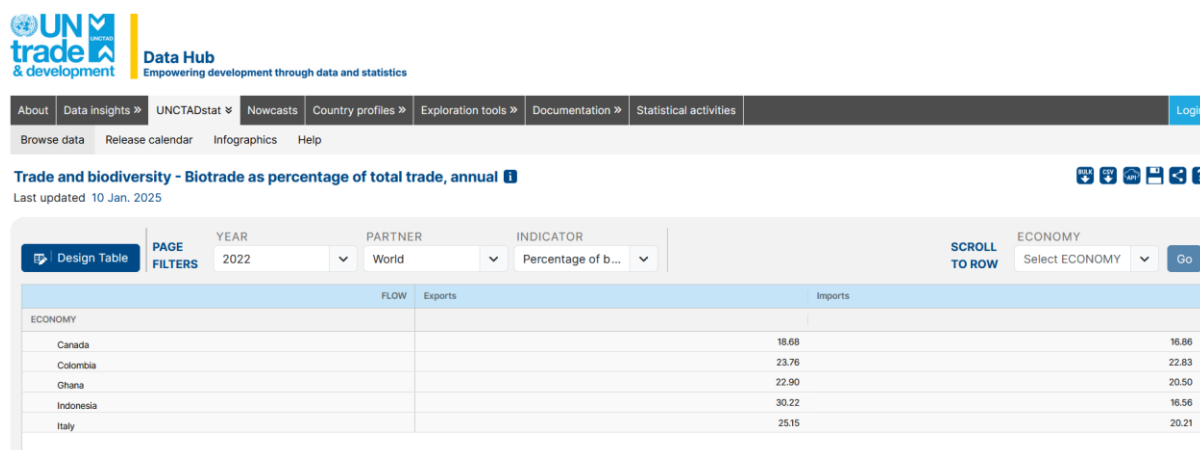 UN
trade
UNCTAD
& development
Data Hub
Empowering development through data and statistics
About Data insights UNCTADstat Nowcasts Country profiles Exploration tools Documentation Statistical activities Login
Browse data Release calendar Infographics Help
Trade and biodiversity - Biotrade as percentage of total trade, annual i
BULK CSV API
Last updated 10 Jan. 2025
Design Table
PAGE
FILTERS
YEAR PARTNER INDICATOR
2022 World Percentage of b...
SCROLL
TO ROW
ECONOMY
Select ECONOMY Go
FLOW Exports Imports
ECONOMY
Canada 18.68 16.86
Colombia 23.76 22.83
Ghana 22.90 20.50
Indonesia 30.22 16.56
Italy 25.15 20.21